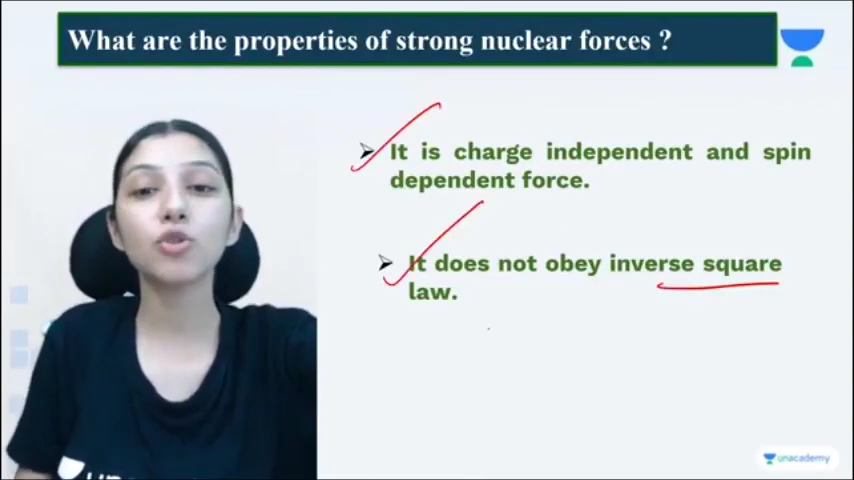 What are the properties of strong nuclear forces ?
It is charge independent and spin
dependent force.
It does not obey inverse square
law.
unacademy